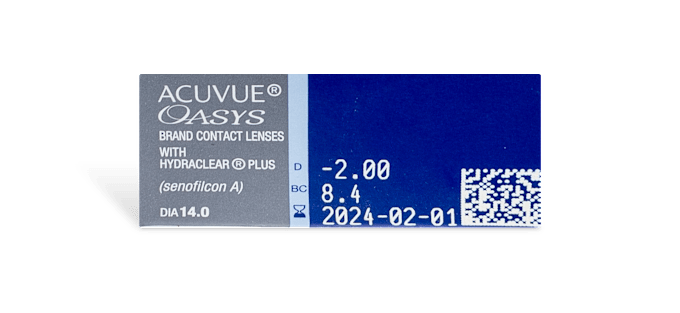 ACUVUE®
OASYS
BRAND CONTACT LENSES
WITH
HYDRACLEAR ® PLUS
(senofilcon A)
DIA 14.0
D -2.00
BC 8.4
2024-02-01